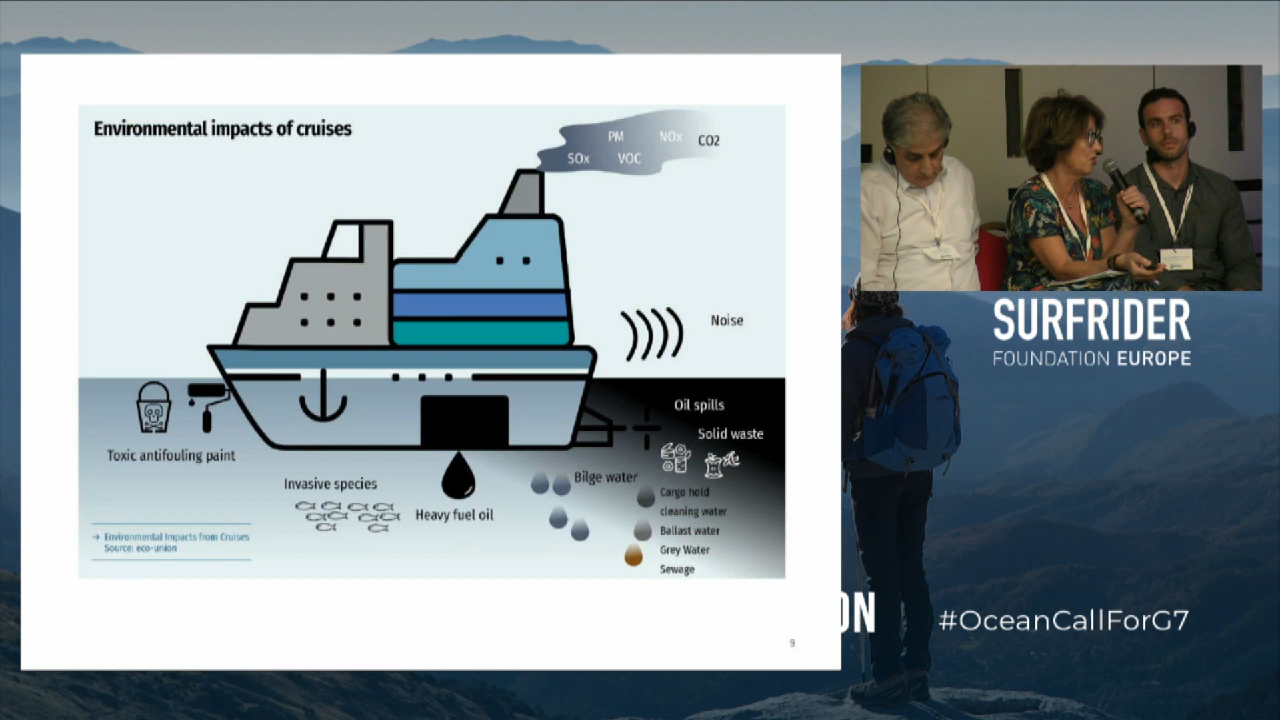 Environmental impacts of cruises
PM
NOx
CO2
SOx
VOC
Noise
Oil spills
Solid waste
Toxic antifouling paint
Invasive species
Heavy fuel oil
Bilge water
Cargo hold
cleaning water
Ballast water
Grey Water
Sewage
→ Environmental Impacts from Cruises
Source: eco-union
9
SURFRIDER
FOUNDATION EUROPE
ON
#OceanCallForG7